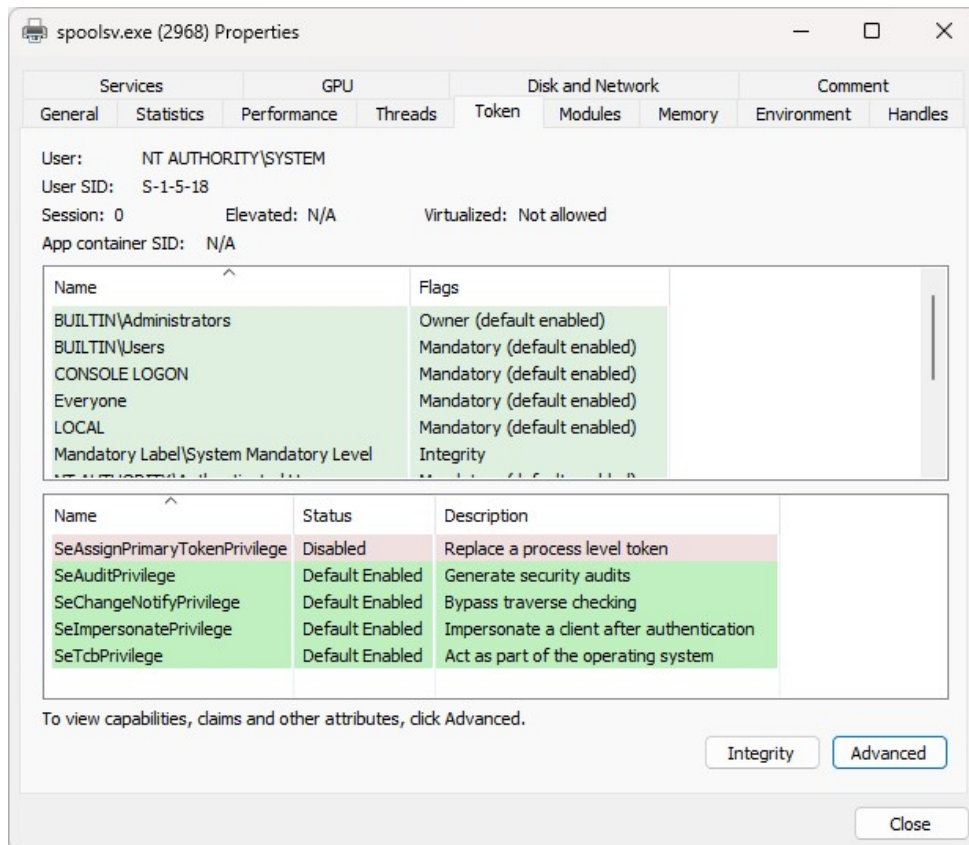 spoolsv.exe (2968) Properties
Services GPU Disk and Network Comment
General Statistics Performance Threads Token Modules Memory Environment Handles
User: NT AUTHORITY\SYSTEM
User SID: S-1-5-18
Session: 0 Elevated: N/A Virtualized: Not allowed
App container SID: N/A
Name Flags
BUILTIN\Administrators Owner (default enabled)
BUILTIN\Users Mandatory (default enabled)
CONSOLE LOGON Mandatory (default enabled)
Everyone Mandatory (default enabled)
LOCAL Mandatory (default enabled)
Mandatory Label\System Mandatory Level Integrity
Name Status Description
SeAssignPrimaryTokenPrivilege Disabled Replace a process level token
SeAuditPrivilege Default Enabled Generate security audits
SeChangeNotifyPrivilege Default Enabled Bypass traverse checking
SeImpersonatePrivilege Default Enabled Impersonate a client after authentication
SeTcbPrivilege Default Enabled Act as part of the operating system
To view capabilities, claims and other attributes, click Advanced.
Integrity Advanced
Close